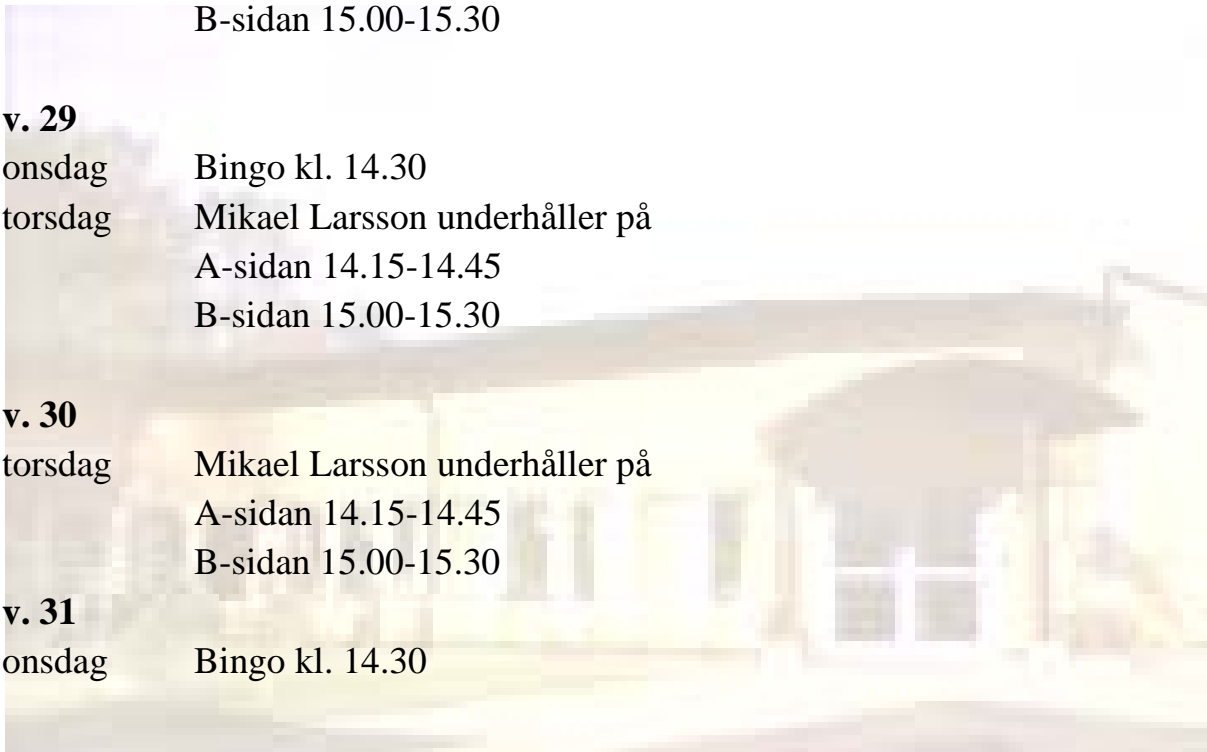 B-sidan 15.00-15.30
v. 29
onsdag Bingo kl. 14.30
torsdag Mikael Larsson underhåller på
A-sidan 14.15-14.45
B-sidan 15.00-15.30
v. 30
torsdag Mikael Larsson underhåller på
A-sidan 14.15-14.45
B-sidan 15.00-15.30
v. 31
onsdag Bingo kl. 14.30